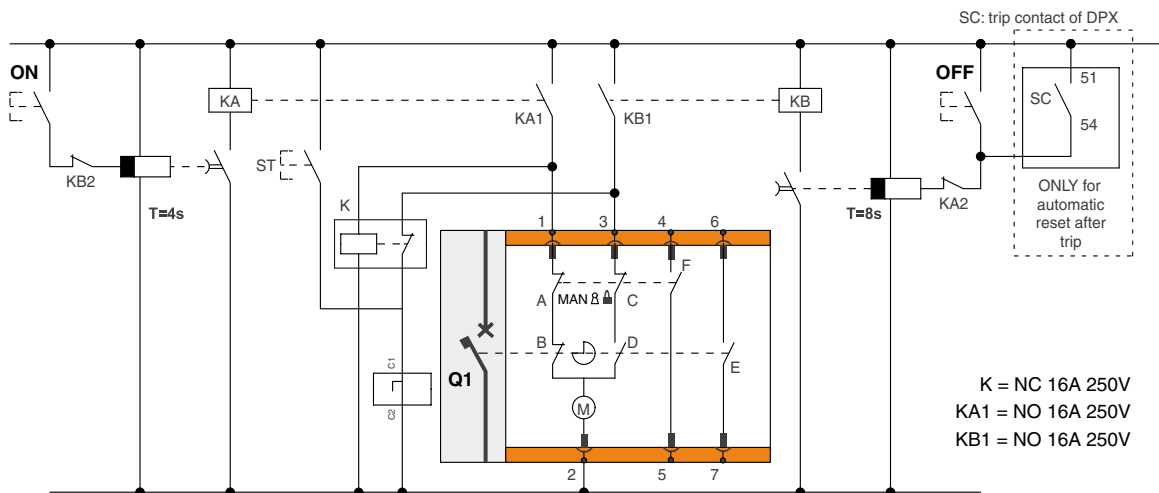 SC: trip contact of DPX
ON
OFF
KA
KA1
KB1
KB
51
SC
54
KB2
T=4s
ST
T=8s
KA2
ONLY for
automatic
reset after
trip
K
1
3
4
6
F
A
MAN
C
B
D
E
Q1
C1
C2
M
2
5
7
K = NC 16A 250V
KA1 = NO 16A 250V
KB1 = NO 16A 250V